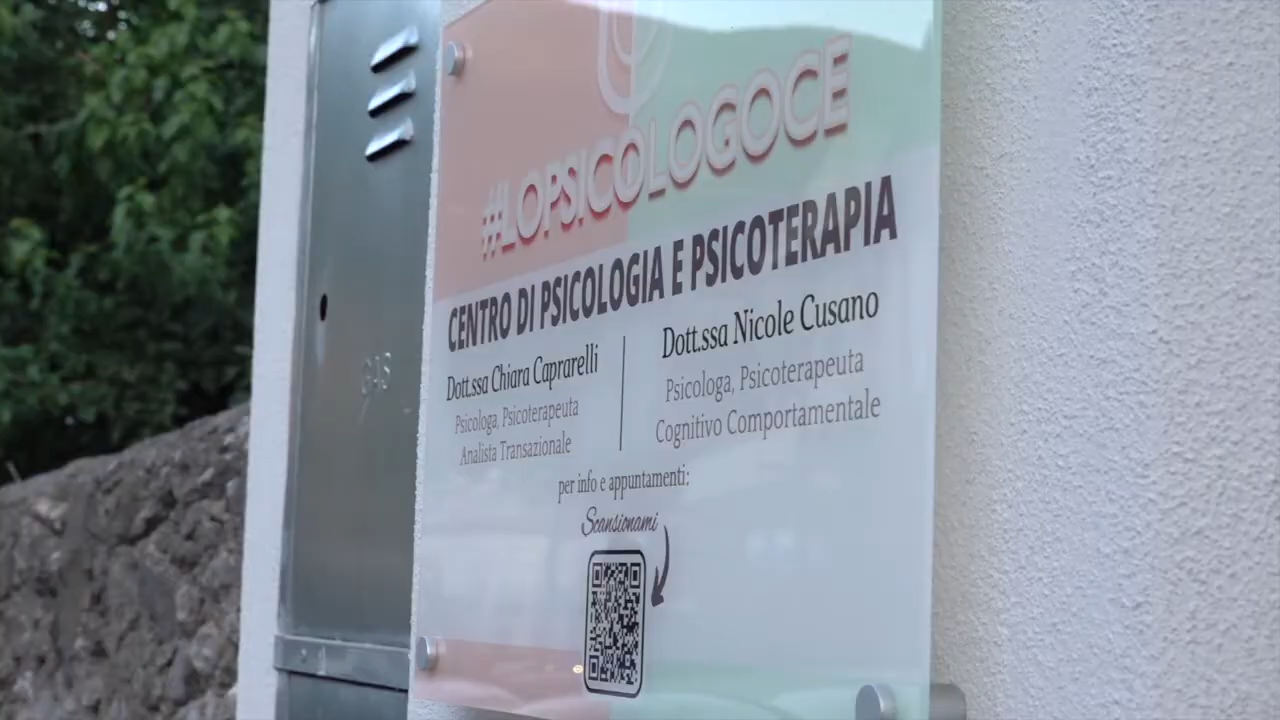 #LOPSICOLOGOCE
CENTRO DI PSICOLOGIA E PSICOTERAPIA
Dott.ssa Chiara Caprarelli
Psicologa, Psicoterapeuta
Analista Transazionale
Dott.ssa Nicole Cusano
Psicologa, Psicoterapeuta
Cognitivo Comportamentale
per info e appuntamenti:
Scansionami
GAS